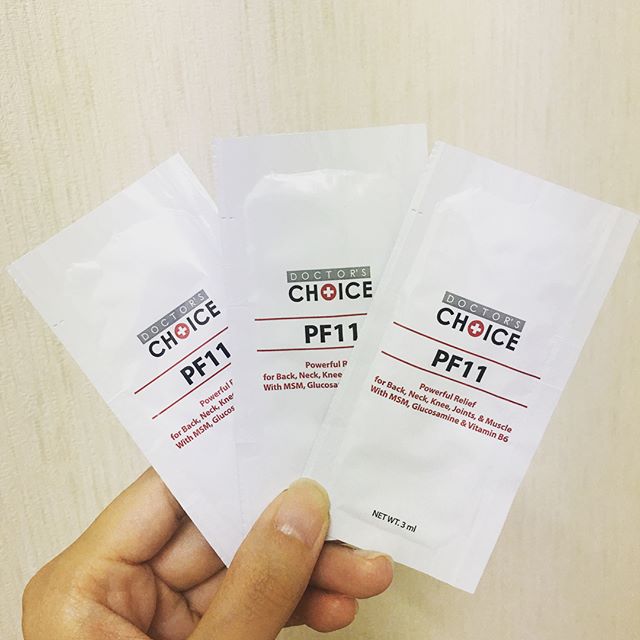 DOCTOR'S
CHOICE
PF11
Powerful Re
for Back, Neck, Knee
With MSM, Glucos
DOCTOR'S
CHOICE
PF11
Powerful R
for Back, Neck, Knee
With MSM, Glucosa
DOCTOR'S
CHOICE
PF11
Powerful Relief
for Back, Neck, Knee, Joints, & Muscle
With MSM, Glucosamine & Vitamin B6
NET WT. 3 ml